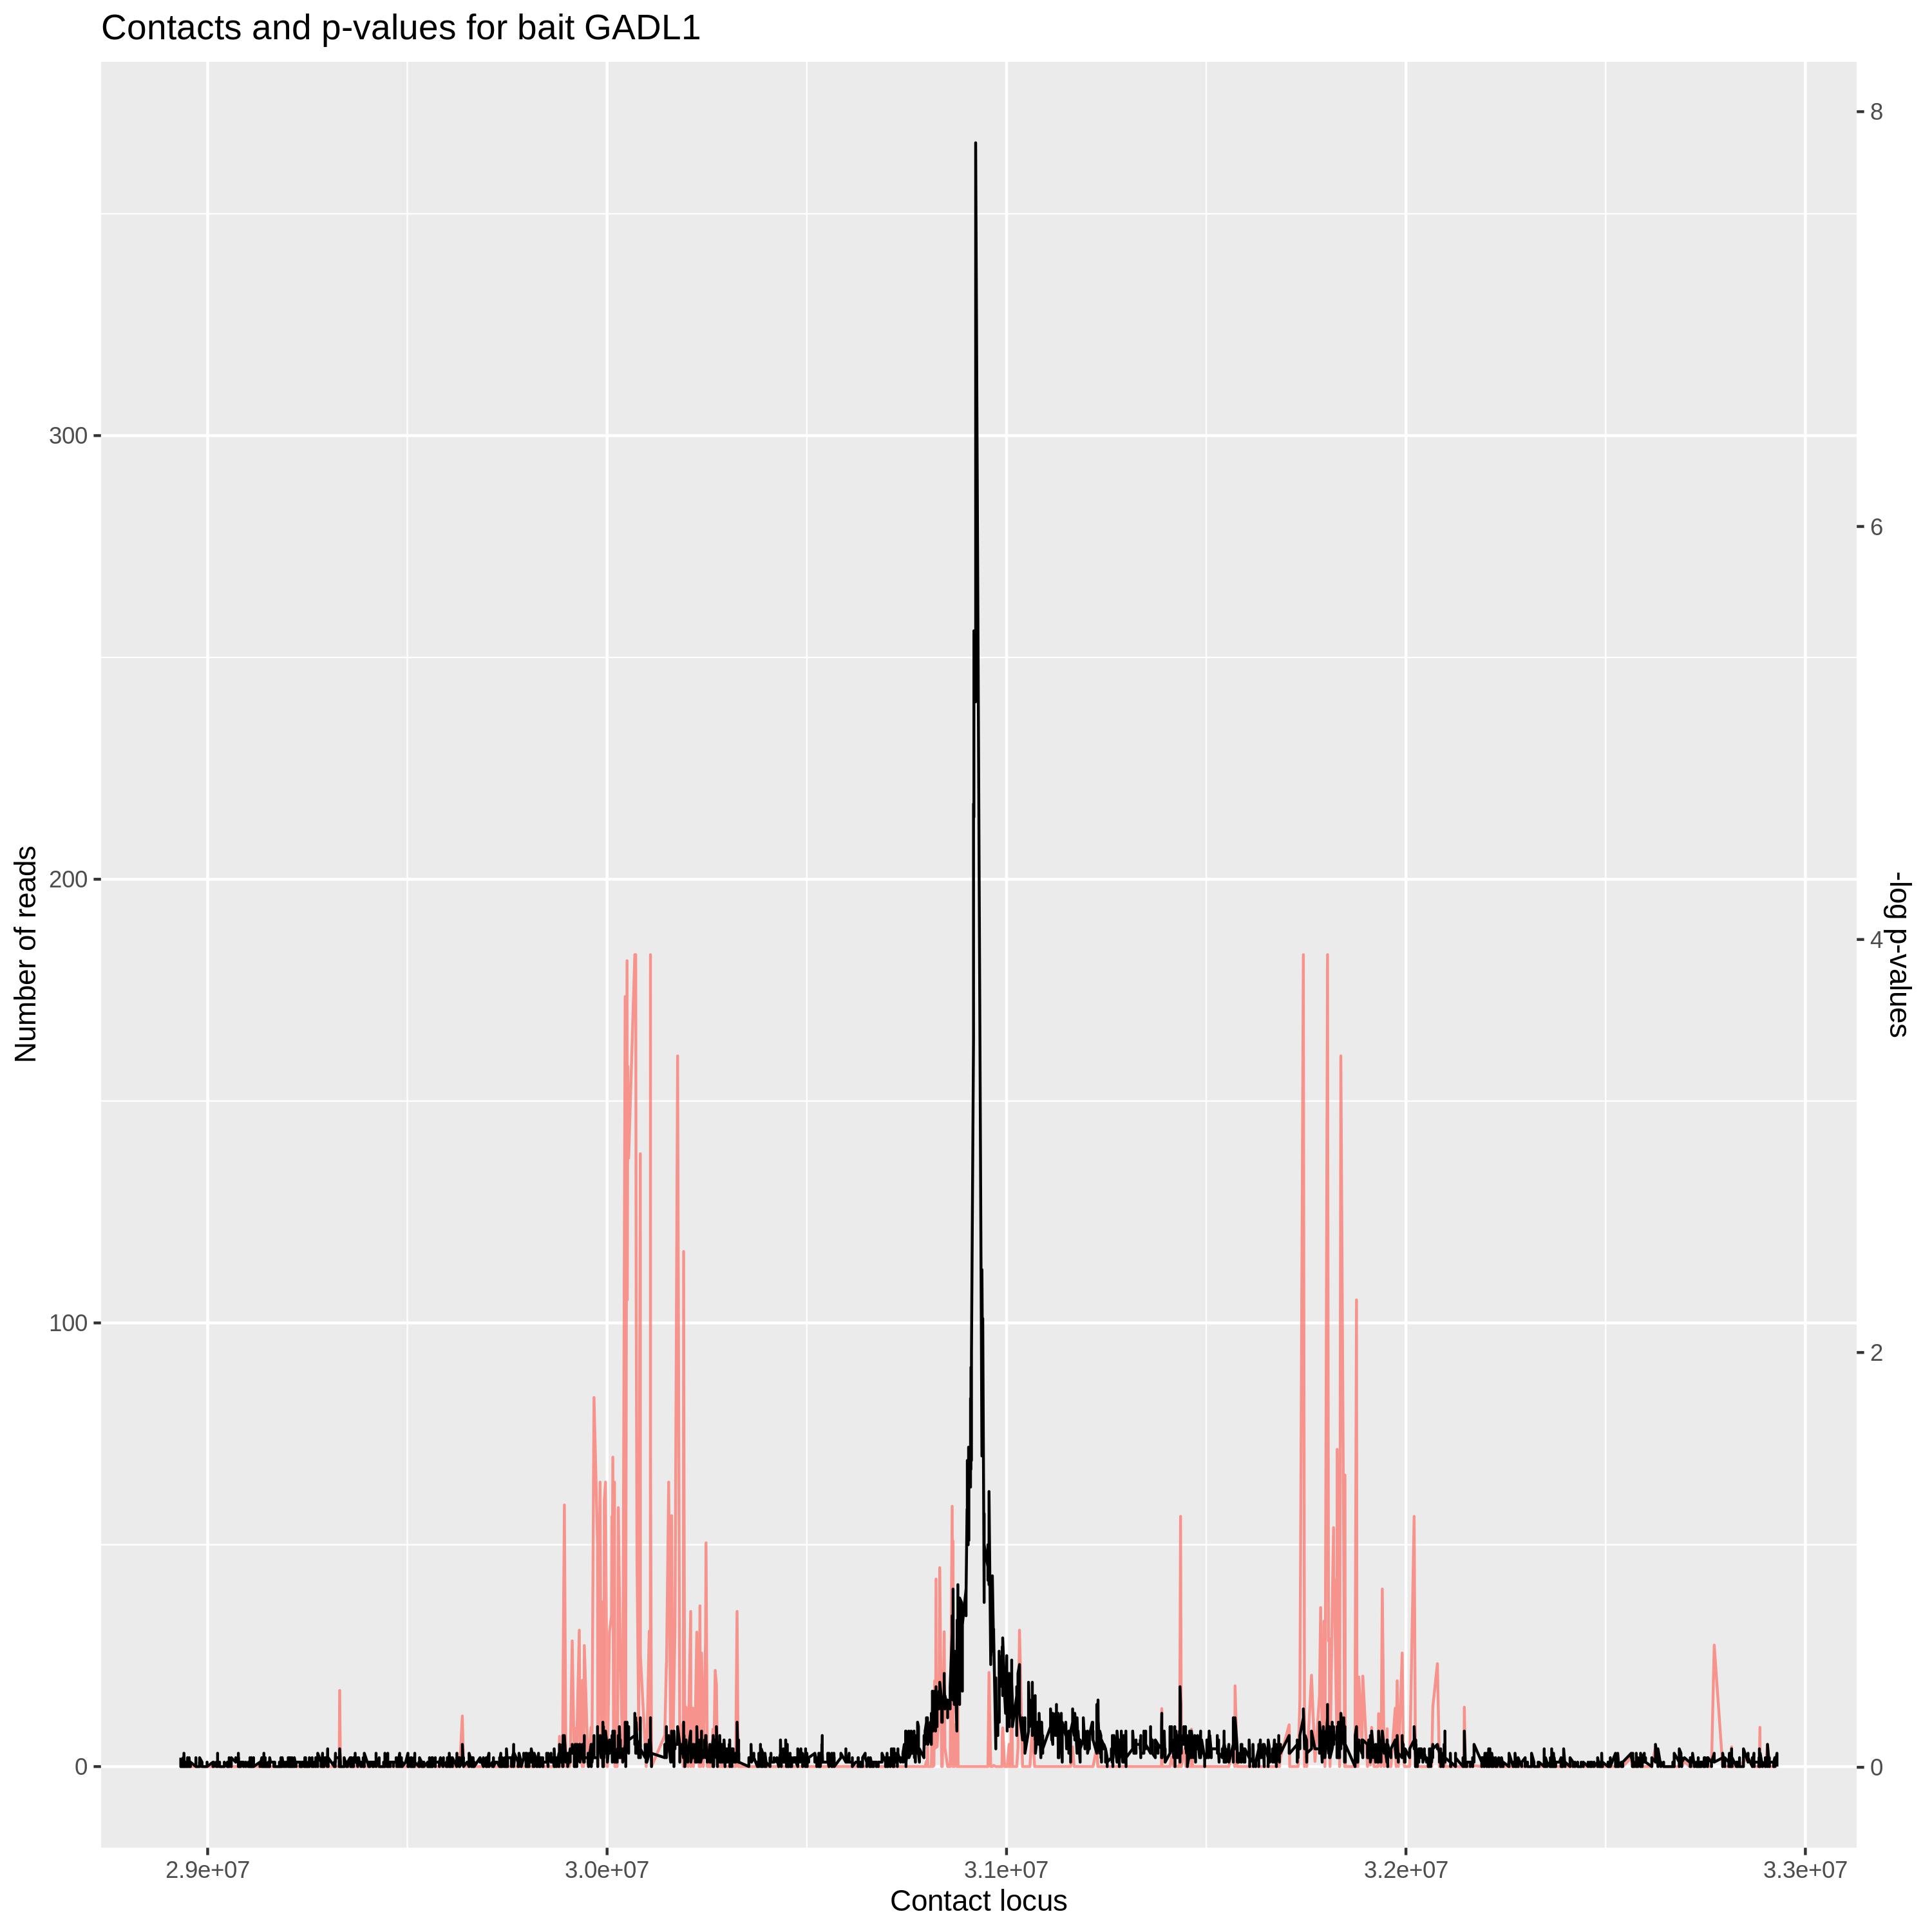 Contacts and p-values for bait GADL1
Number of reads
300
200
100
0
8
6
4
2
0
-log p-values
2.9e+07
3.0e+07
3.1e+07
3.2e+07
3.3e+07
Contact locus